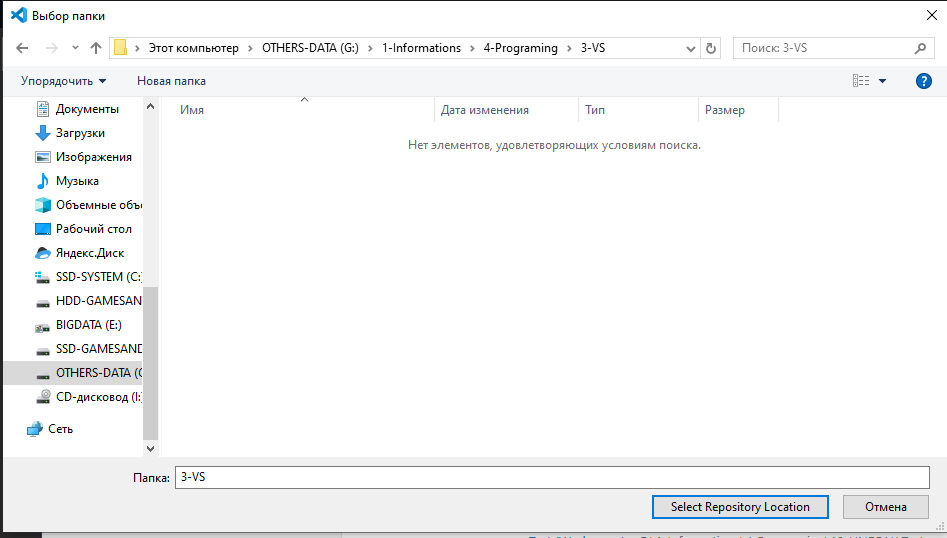 Выбор папки
Этот компьютер OTHERS-DATA (G:) 1-Informations 4-Programing 3-VS
Поиск: 3-VS
Упорядочить Новая папка
Имя Дата изменения Тип Размер
Нет элементов, удовлетворяющих условиям поиска.
Документы
Загрузки
Изображения
Музыка
Объемные объ
Рабочий стол
Яндекс.Диск
SSD-SYSTEM (C:
HDD-GAMESAN
BIGDATA (E:)
SSD-GAMESAND
OTHERS-DATA (G
CD-дисковод (I:
Сеть
Папка: 3-VS
Select Repository Location Отмена